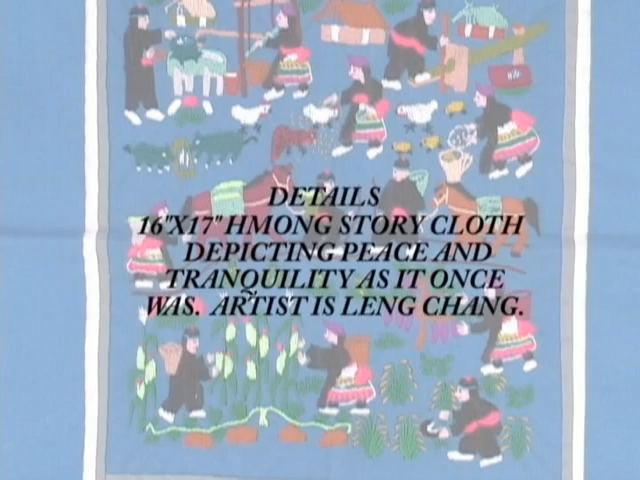 DETAILS
16"X17" HMONG STORY CLOTH
DEPICTING PEACE AND
TRANQUILITY AS IT ONCE
WAS. ARTIST IS LENG CHANG.